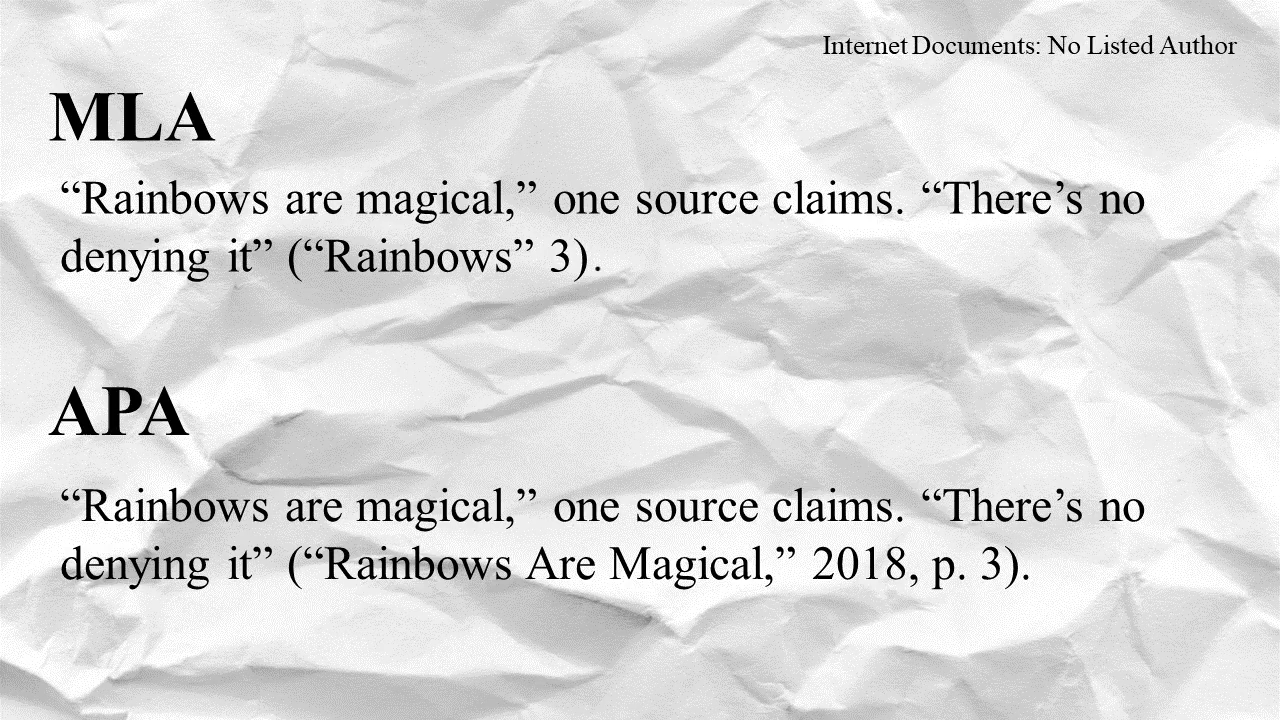 Internet Documents: No Listed Author
MLA
“Rainbows are magical,” one source claims. “There’s no
denying it” (“Rainbows” 3).
APA
“Rainbows are magical,” one source claims. “There’s no
denying it” (“Rainbows Are Magical,” 2018, p. 3).